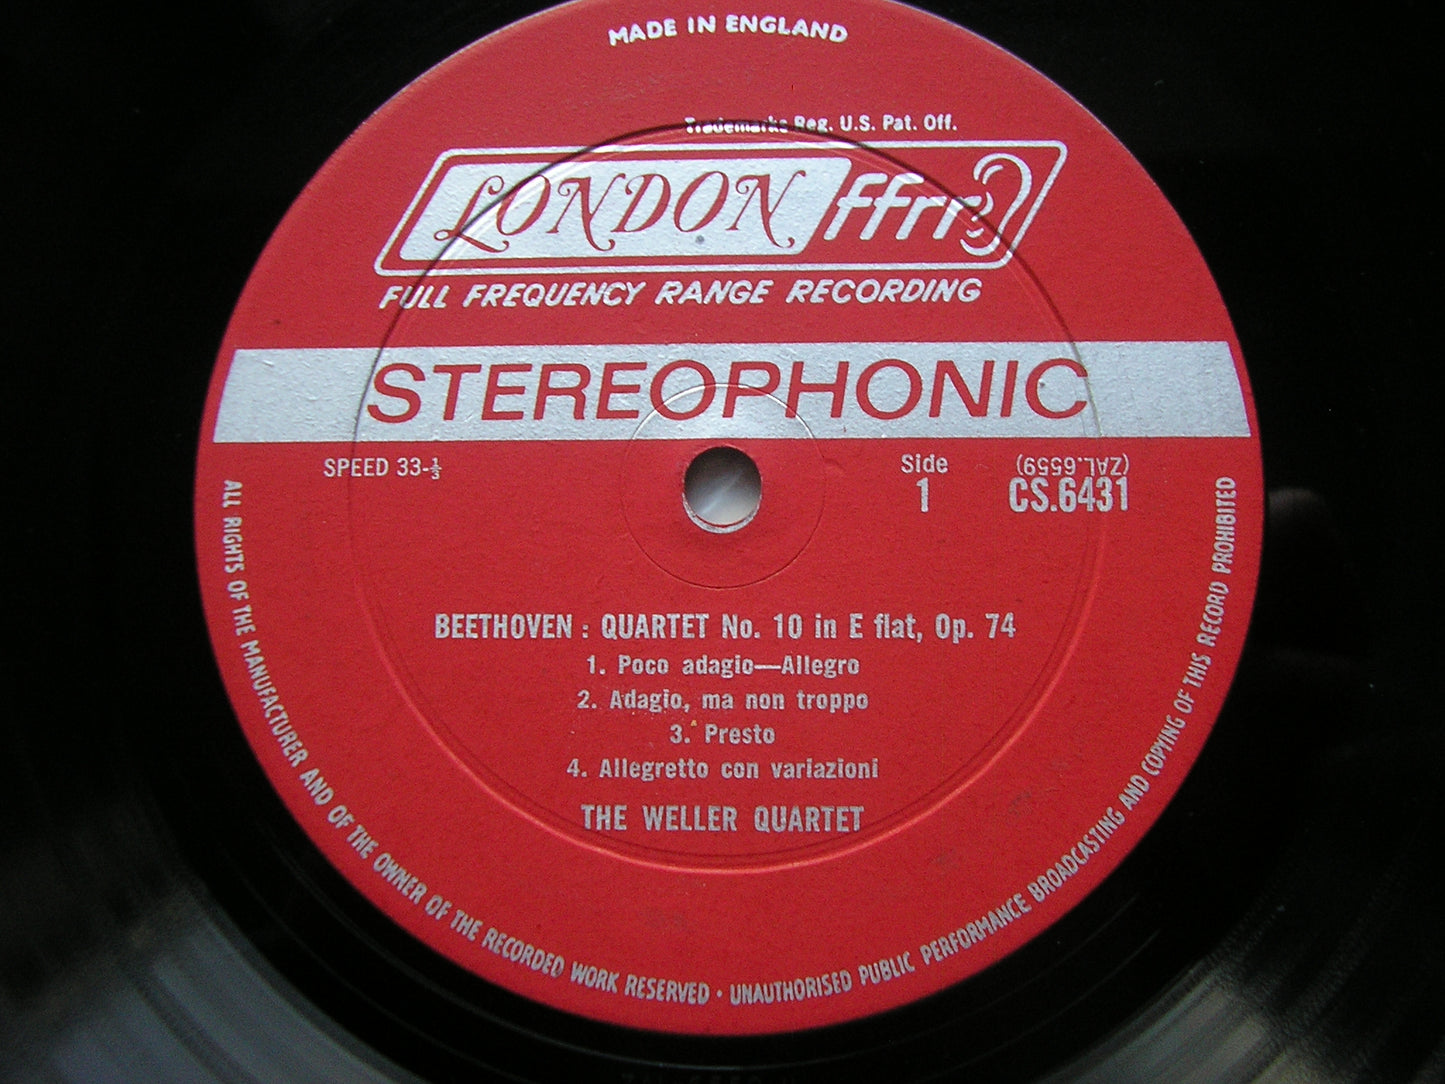 MADE IN ENGLAND
Trademarks Reg. U.S. Pat. Off.
LONDON ffrr
FULL FREQUENCY RANGE RECORDING
STEREOPHONIC
SPEED 33-⅓
Side
1
(ZAL.6559)
CS.6431
BEETHOVEN : QUARTET No. 10 in E flat, Op. 74
1. Poco adagio—Allegro
2. Adagio, ma non troppo
3. Presto
4. Allegretto con variazioni
THE WELLER QUARTET
ALL RIGHTS OF THE MANUFACTURER AND OF THE OWNER OF THE RECORDED WORK RESERVED • UNAUTHORISED PUBLIC PERFORMANCE BROADCASTING AND COPYING OF THIS RECORD PROHIBITED